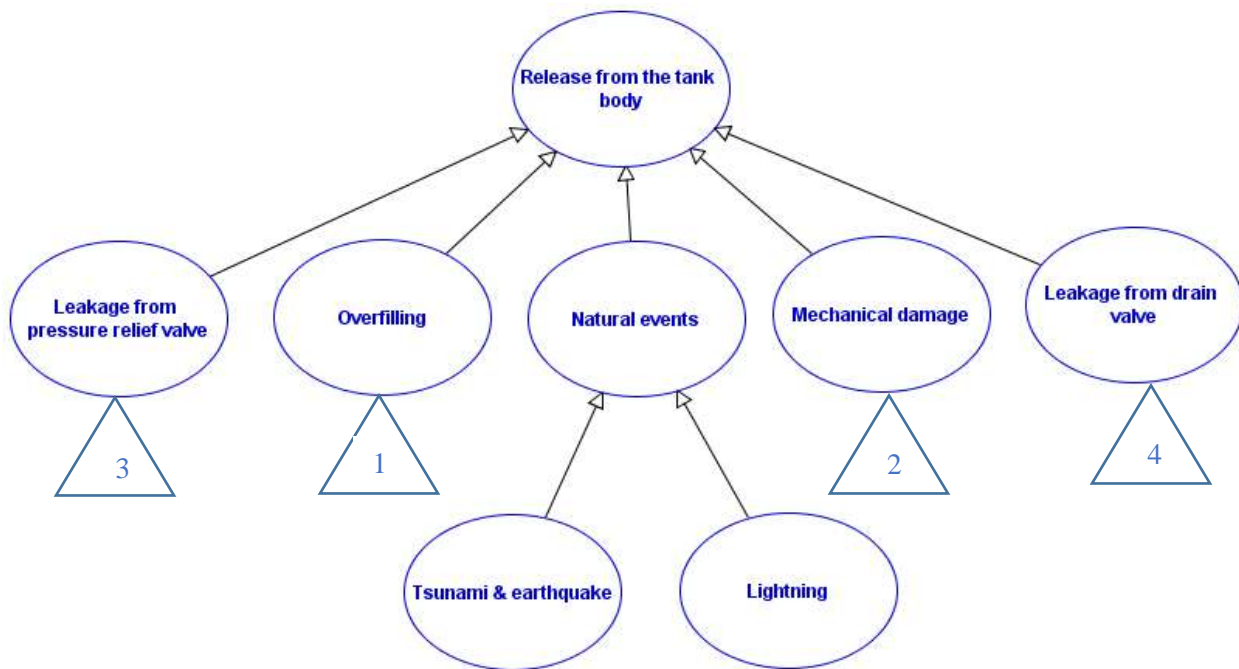 Release from the tank
body
Leakage from
pressure relief valve
Overfilling
Natural events
Mechanical damage
Leakage from drain
valve
3
1
2
4
Tsunami & earthquake
Lightning